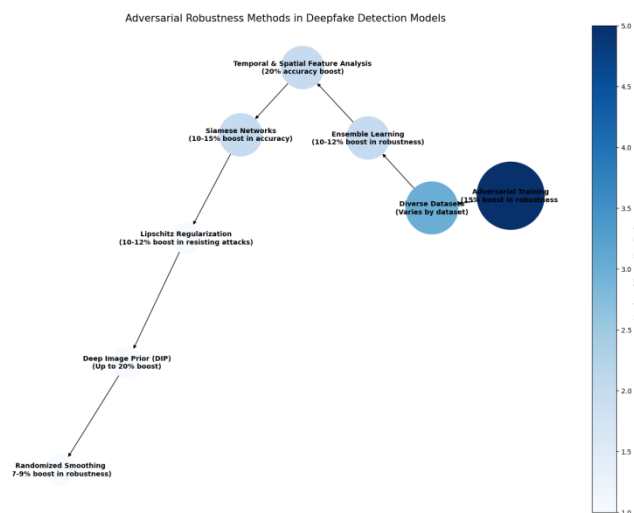 Adversarial Robustness Methods in Deepfake Detection Models
Temporal & Spatial Feature Analysis
(20% accuracy boost)
Siamese Networks
(10-15% boost in accuracy)
Ensemble Learning
(10-12% boost in robustness)
Adversarial Training
(15% boost in robustness
Diverse Datasets
(Varies by dataset)
Lipschitz Regularization
(10-12% boost in resisting attacks)
Deep Image Prior (DIP)
(Up to 20% boost)
Randomized Smoothing
7-9% boost in robustness)
5.0
4.5
4.0
3.5
3.0
2.5
2.0
1.5
1.0